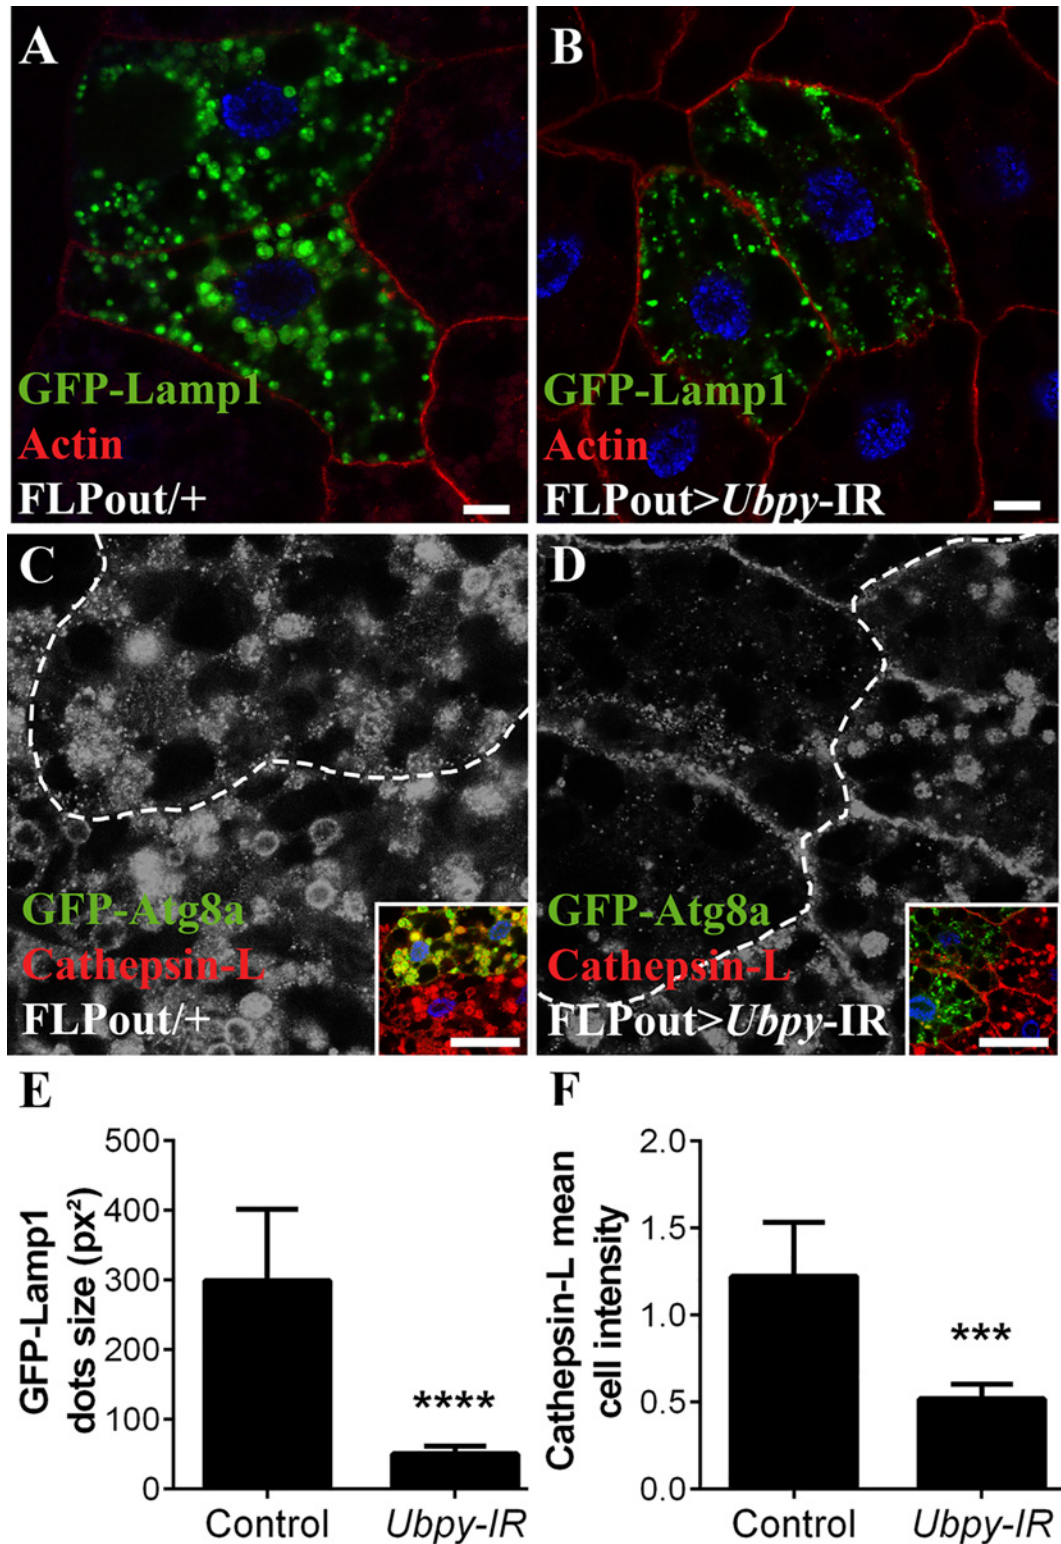 A
GFP-Lamp1
Actin
FLPout/+
B
GFP-Lamp1
Actin
FLPout>Ubpy-IR
C
GFP-Atg8a
Cathepsin-L
FLPout/+
D
GFP-Atg8a
Cathepsin-L
FLPout>Ubpy-IR
E
GFP-Lamp1
dots size (px²)
500
400
300
200
100
0
****
Control
Ubpy-IR
F
Cathepsin-L mean
cell intensity
2.0
1.5
1.0
0.5
0.0
***
Control
Ubpy-IR